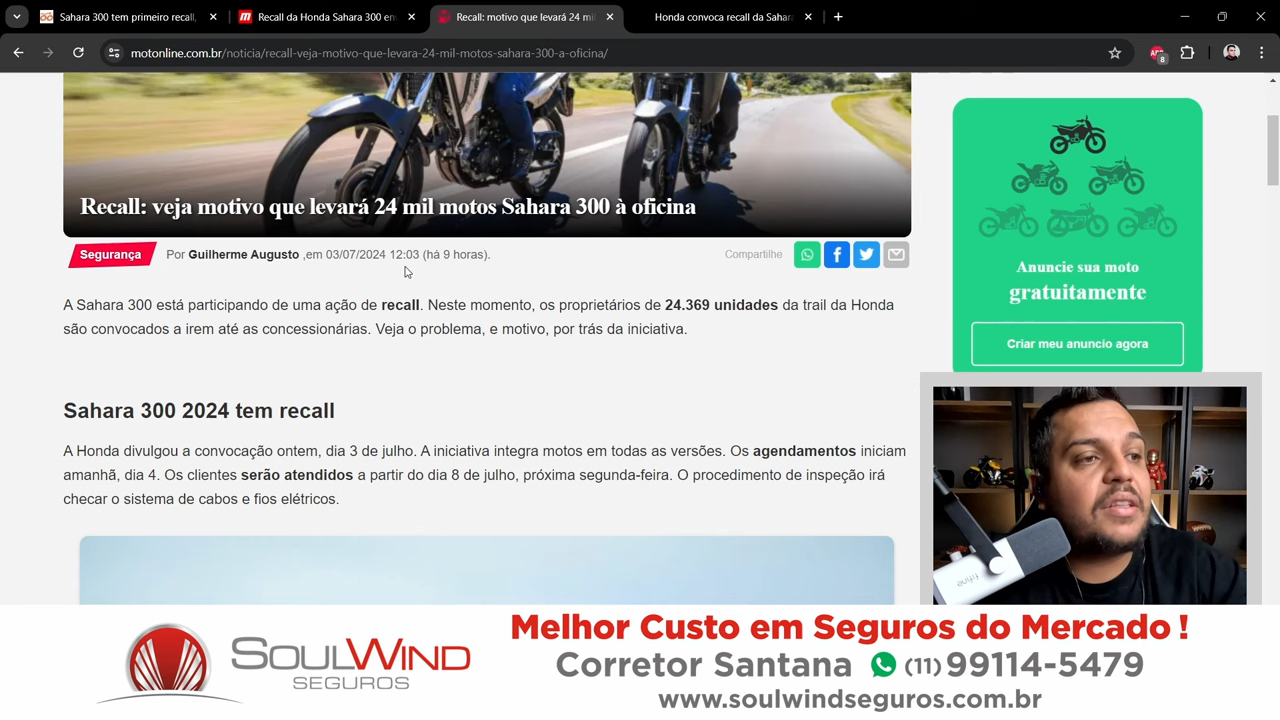 Sahara 300 tem primeiro recall,
Recall da Honda Sahara 300 en
Recall: motivo que levará 24 mil
Honda convoca recall da Sahar
motonline.com.br/noticia/recall-veja-motivo-que-levara-24-mil-motos-sahara-300-a-oficina/
ABP
8
Recall: veja motivo que levará 24 mil motos Sahara 300 à oficina
Segurança
Por Guilherme Augusto ,em 03/07/2024 12:03 (há 9 horas).
Compartilhe
A Sahara 300 está participando de uma ação de recall. Neste momento, os proprietários de 24.369 unidades da trail da Honda
são convocados a irem até as concessionárias. Veja o problema, e motivo, por trás da iniciativa.
Sahara 300 2024 tem recall
A Honda divulgou a convocação ontem, dia 3 de julho. A iniciativa integra motos em todas as versões. Os agendamentos iniciam
amanhã, dia 4. Os clientes serão atendidos a partir do dia 8 de julho, próxima segunda-feira. O procedimento de inspeção irá
checar o sistema de cabos e fios elétricos.
Anuncie sua moto
gratuitamente
Criar meu anuncio agora
fifine
SOULWIND
SEGUROS
Melhor Custo em Seguros do Mercado !
Corretor Santana (11) 99114-5479
www.soulwindseguros.com.br